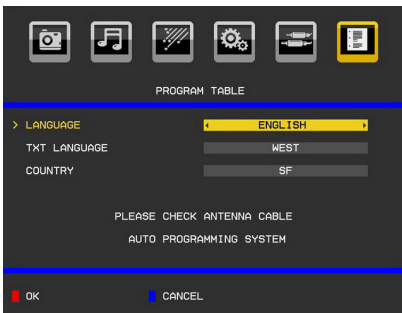 PROGRAM TABLE
> LANGUAGE ENGLISH
TXT LANGUAGE WEST
COUNTRY SF
PLEASE CHECK ANTENNA CABLE
AUTO PROGRAMMING SYSTEM
OK CANCEL